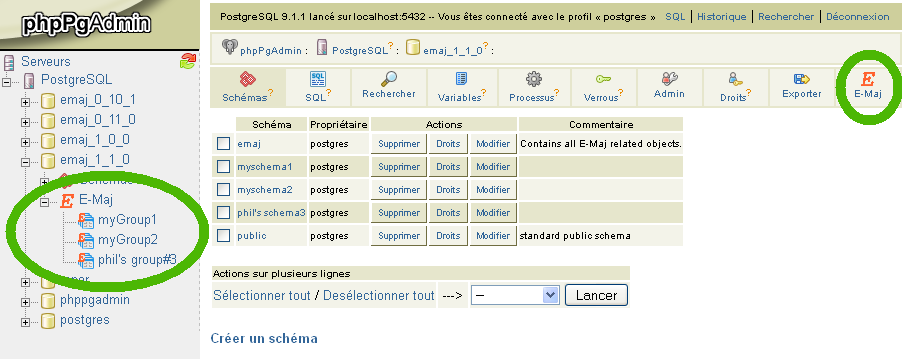 phpPgAdmin
PostgreSQL 9.1.1 lancé sur localhost:5432 -- Vous êtes connecté avec le profil « postgres »
SQL | Historique | Rechercher | Déconnexion
phpPgAdmin : PostgreSQL? : emaj_1_1_0? :
Serveurs
PostgreSQL
emaj_0_10_1
emaj_0_11_0
emaj_1_0_0
emaj_1_1_0
Schémas
E-Maj
myGroup1
myGroup2
phil's group#3
phppgadmin
postgres
Schémas? SQL? Rechercher Variables? Processus? Verrous? Admin Droits? Exporter E-Maj
Schéma Propriétaire Actions Commentaire
emaj postgres Supprimer Droits Modifier Contains all E-Maj related objects.
myschema1 postgres Supprimer Droits Modifier
myschema2 postgres Supprimer Droits Modifier
phil's schema3 postgres Supprimer Droits Modifier
public postgres Supprimer Droits Modifier standard public schema
Actions sur plusieurs lignes
Sélectionner tout / Desélectionner tout ---> -- Lancer
Créer un schéma